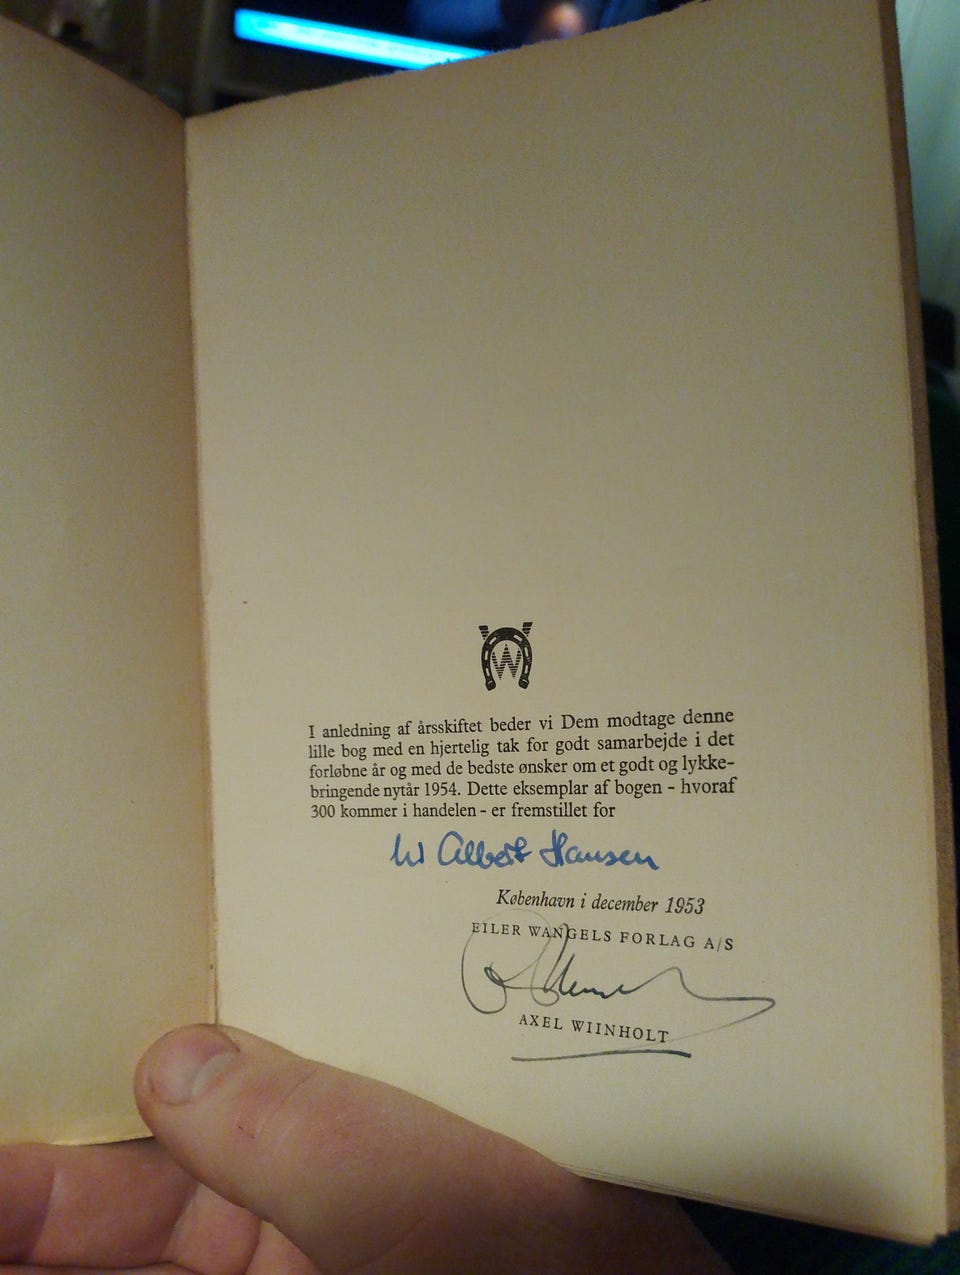 W
I anledning af årsskiftet beder vi Dem modtage denne
lille bog med en hjertelig tak for godt samarbejde i det
forløbne år og med de bedste ønsker om et godt og lykke-
bringende nytår 1954. Dette eksemplar af bogen - hvoraf
300 kommer i handelen - er fremstillet for
W Albert Hansen
København i december 1953
EILER WANGELS FORLAG A/S
AXEL WIINHOLT